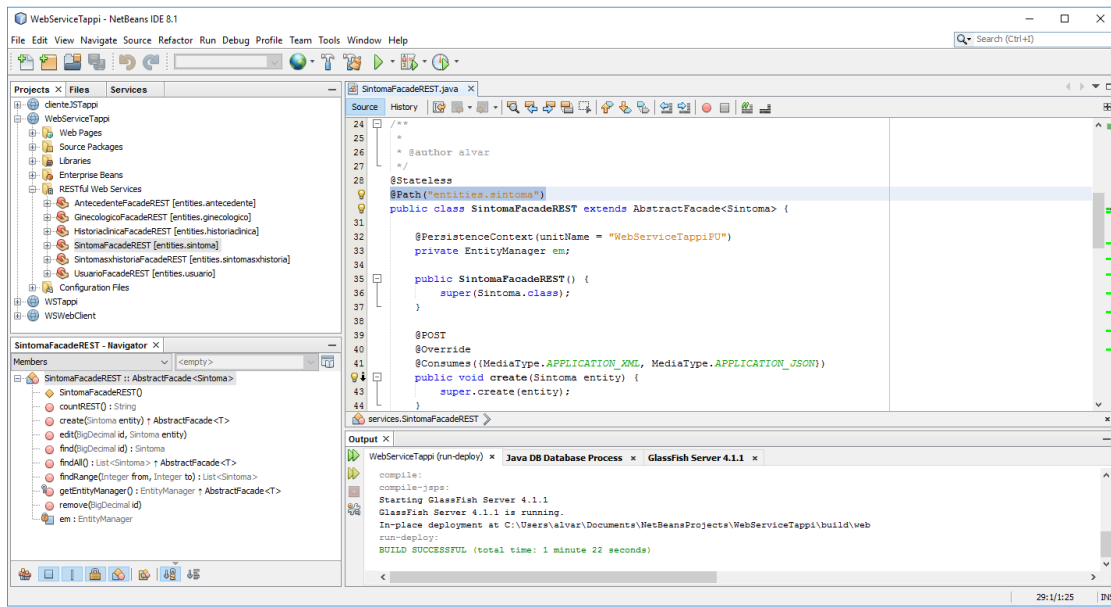 WebServiceTappi - NetBeans IDE 8.1
File Edit View Navigate Source Refactor Run Debug Profile Team Tools Window Help
Search (Ctrl+I)
Projects Files Services
clienteJSTappi
WebServiceTappi
Web Pages
Source Packages
Libraries
Enterprise Beans
RESTful Web Services
AntecedenteFacadeREST [entities.antecedente]
GinecologicoFacadeREST [entities.ginecologico]
HistoriaclinicaFacadeREST [entities.historiaclinica]
SintomaFacadeREST [entities.sintoma]
SintomasxhistoriaFacadeREST [entities.sintomasxhistoria]
UsuarioFacadeREST [entities.usuario]
Configuration Files
WSTappi
WSWebClient
SintomaFacadeREST - Navigator
Members <empty>
SintomaFacadeREST :: AbstractFacade<Sintoma>
SintomaFacadeREST()
countREST() : String
create(Sintoma entity) ↑ AbstractFacade<T>
edit(BigDecimal id, Sintoma entity)
find(BigDecimal id) : Sintoma
findAll() : List<Sintoma> ↑ AbstractFacade<T>
findRange(Integer from, Integer to) : List<Sintoma>
getEntityManager() : EntityManager ↑ AbstractFacade<T>
remove(BigDecimal id)
em : EntityManager
SintomaFacadeREST.java
Source History
24 /**
25 *
26 * @author alvar
27 */
28 @Stateless
@Path("entities.sintoma")
public class SintomaFacadeREST extends AbstractFacade<Sintoma> {
31
32 @PersistenceContext(unitName = "WebServiceTappiPU")
33 private EntityManager em;
34
35 public SintomaFacadeREST() {
36 super(Sintoma.class);
37 }
38
39 @POST
40 @Override
41 @Consumes({MediaType.APPLICATION_XML, MediaType.APPLICATION_JSON})
public void create(Sintoma entity) {
43 super.create(entity);
44 }
services.SintomaFacadeREST
Output
WebServiceTappi (run-deploy) Java DB Database Process GlassFish Server 4.1.1
compile:
compile-jsps:
Starting GlassFish Server 4.1.1
GlassFish Server 4.1.1 is running.
In-place deployment at C:\Users\alvar\Documents\NetBeansProjects\WebServiceTappi\build\web
run-deploy:
BUILD SUCCESSFUL (total time: 1 minute 22 seconds)
29:1/1:25 INS